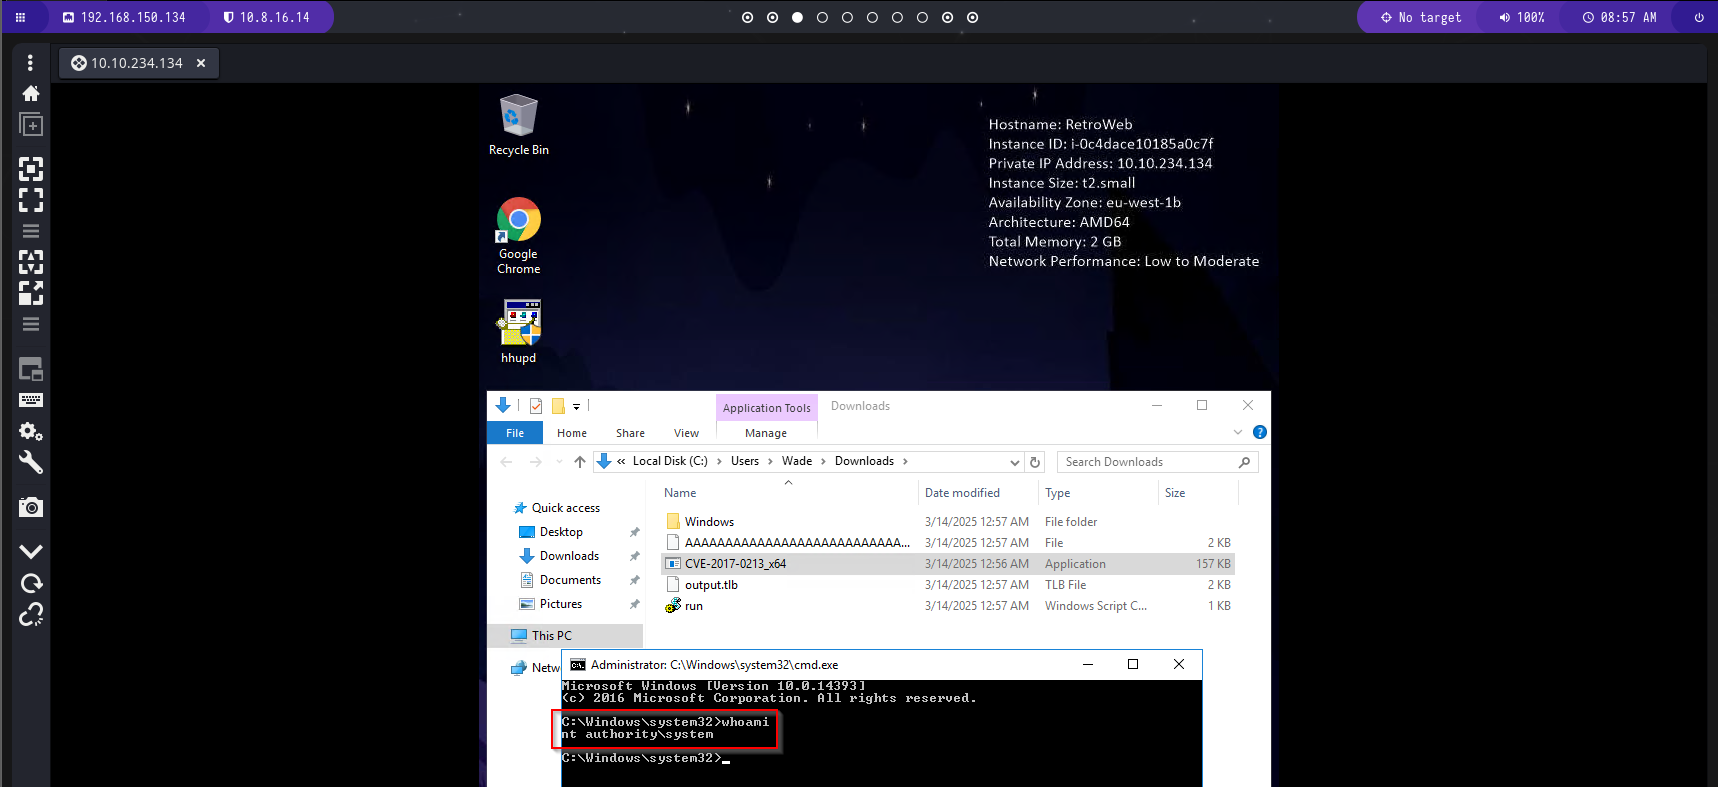 192.168.150.134
10.8.16.14
No target
100%
08:57 AM
10.10.234.134
Recycle Bin
Google
Chrome
hhupd
Hostname: RetroWeb
Instance ID: i-0c4dace10185a0c7f
Private IP Address: 10.10.234.134
Instance Size: t2.small
Availability Zone: eu-west-1b
Architecture: AMD64
Total Memory: 2 GB
Network Performance: Low to Moderate
Application Tools
Downloads
File
Home
Share
View
Manage
« Local Disk (C:) > Users > Wade > Downloads >
Search Downloads
Name
Date modified
Type
Size
Quick access
Desktop
Downloads
Documents
Pictures
This PC
Netw
Windows 3/14/2025 12:57 AM File folder
AAAAAAAAAAAAAAAAAAAAAAAAAAAA... 3/14/2025 12:57 AM File 2 KB
CVE-2017-0213_x64 3/14/2025 12:56 AM Application 157 KB
output.tlb 3/14/2025 12:57 AM TLB File 2 KB
run 3/14/2025 12:57 AM Windows Script C... 1 KB
Administrator: C:\Windows\system32\cmd.exe
Microsoft Windows [Version 10.0.14393]
(c) 2016 Microsoft Corporation. All rights reserved.
C:\Windows\system32>whoami
nt authority\system
C:\Windows\system32>